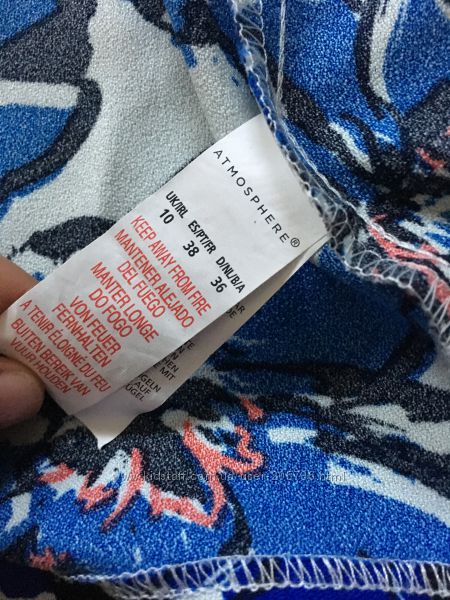 ATMOSPHERE®
UK/IRL ES/PT/FR D/NL/B/A
10 38 36
KEEP AWAY FROM FIRE
MANTENER ALEJADO
DEL FUEGO
MANTER LONGE
DO FOGO
VON FEUER
FERNHALTEN
A TENIR ÉLOIGNÉ DU FEU
BUITEN BEREIK VAN
VUUR HOUDEN